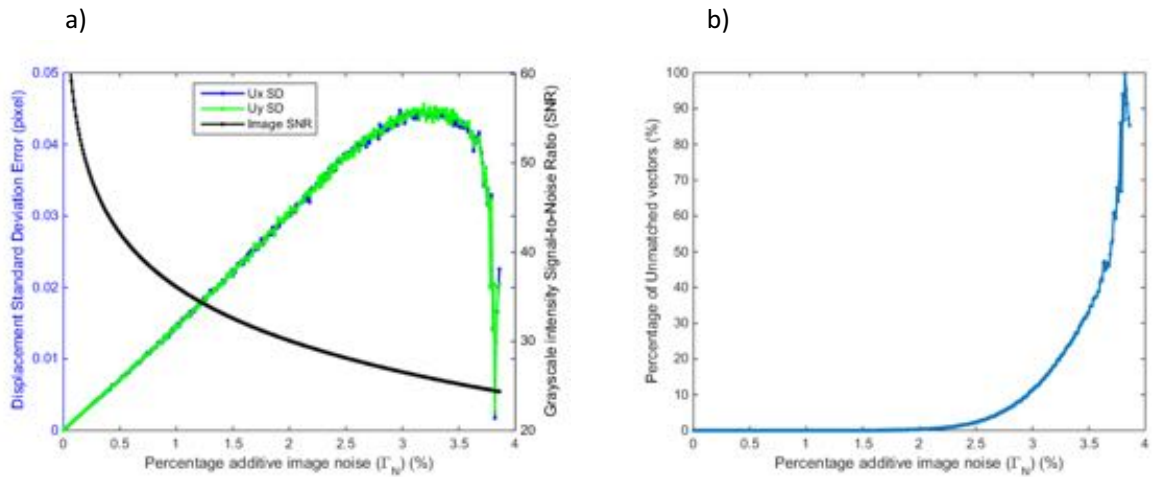 a)
b)
Displacement Standard Deviation Error (pixel)
0.05
0.04
0.03
0.02
0.01
0
Ux SD
Uy SD
Image SNR
60
50
40
30
20
Grayscale intensity Signal-to-Noise Ratio (SNR)
0 0.5 1 1.5 2 2.5 3 3.5 4
Percentage additive image noise (Γ_N) (%)
Percentage of Unmatched vectors (%)
100
90
80
70
60
50
40
30
20
10
0
0 0.5 1 1.5 2 2.5 3 3.5 4
Percentage additive image noise (Γ_N) (%)